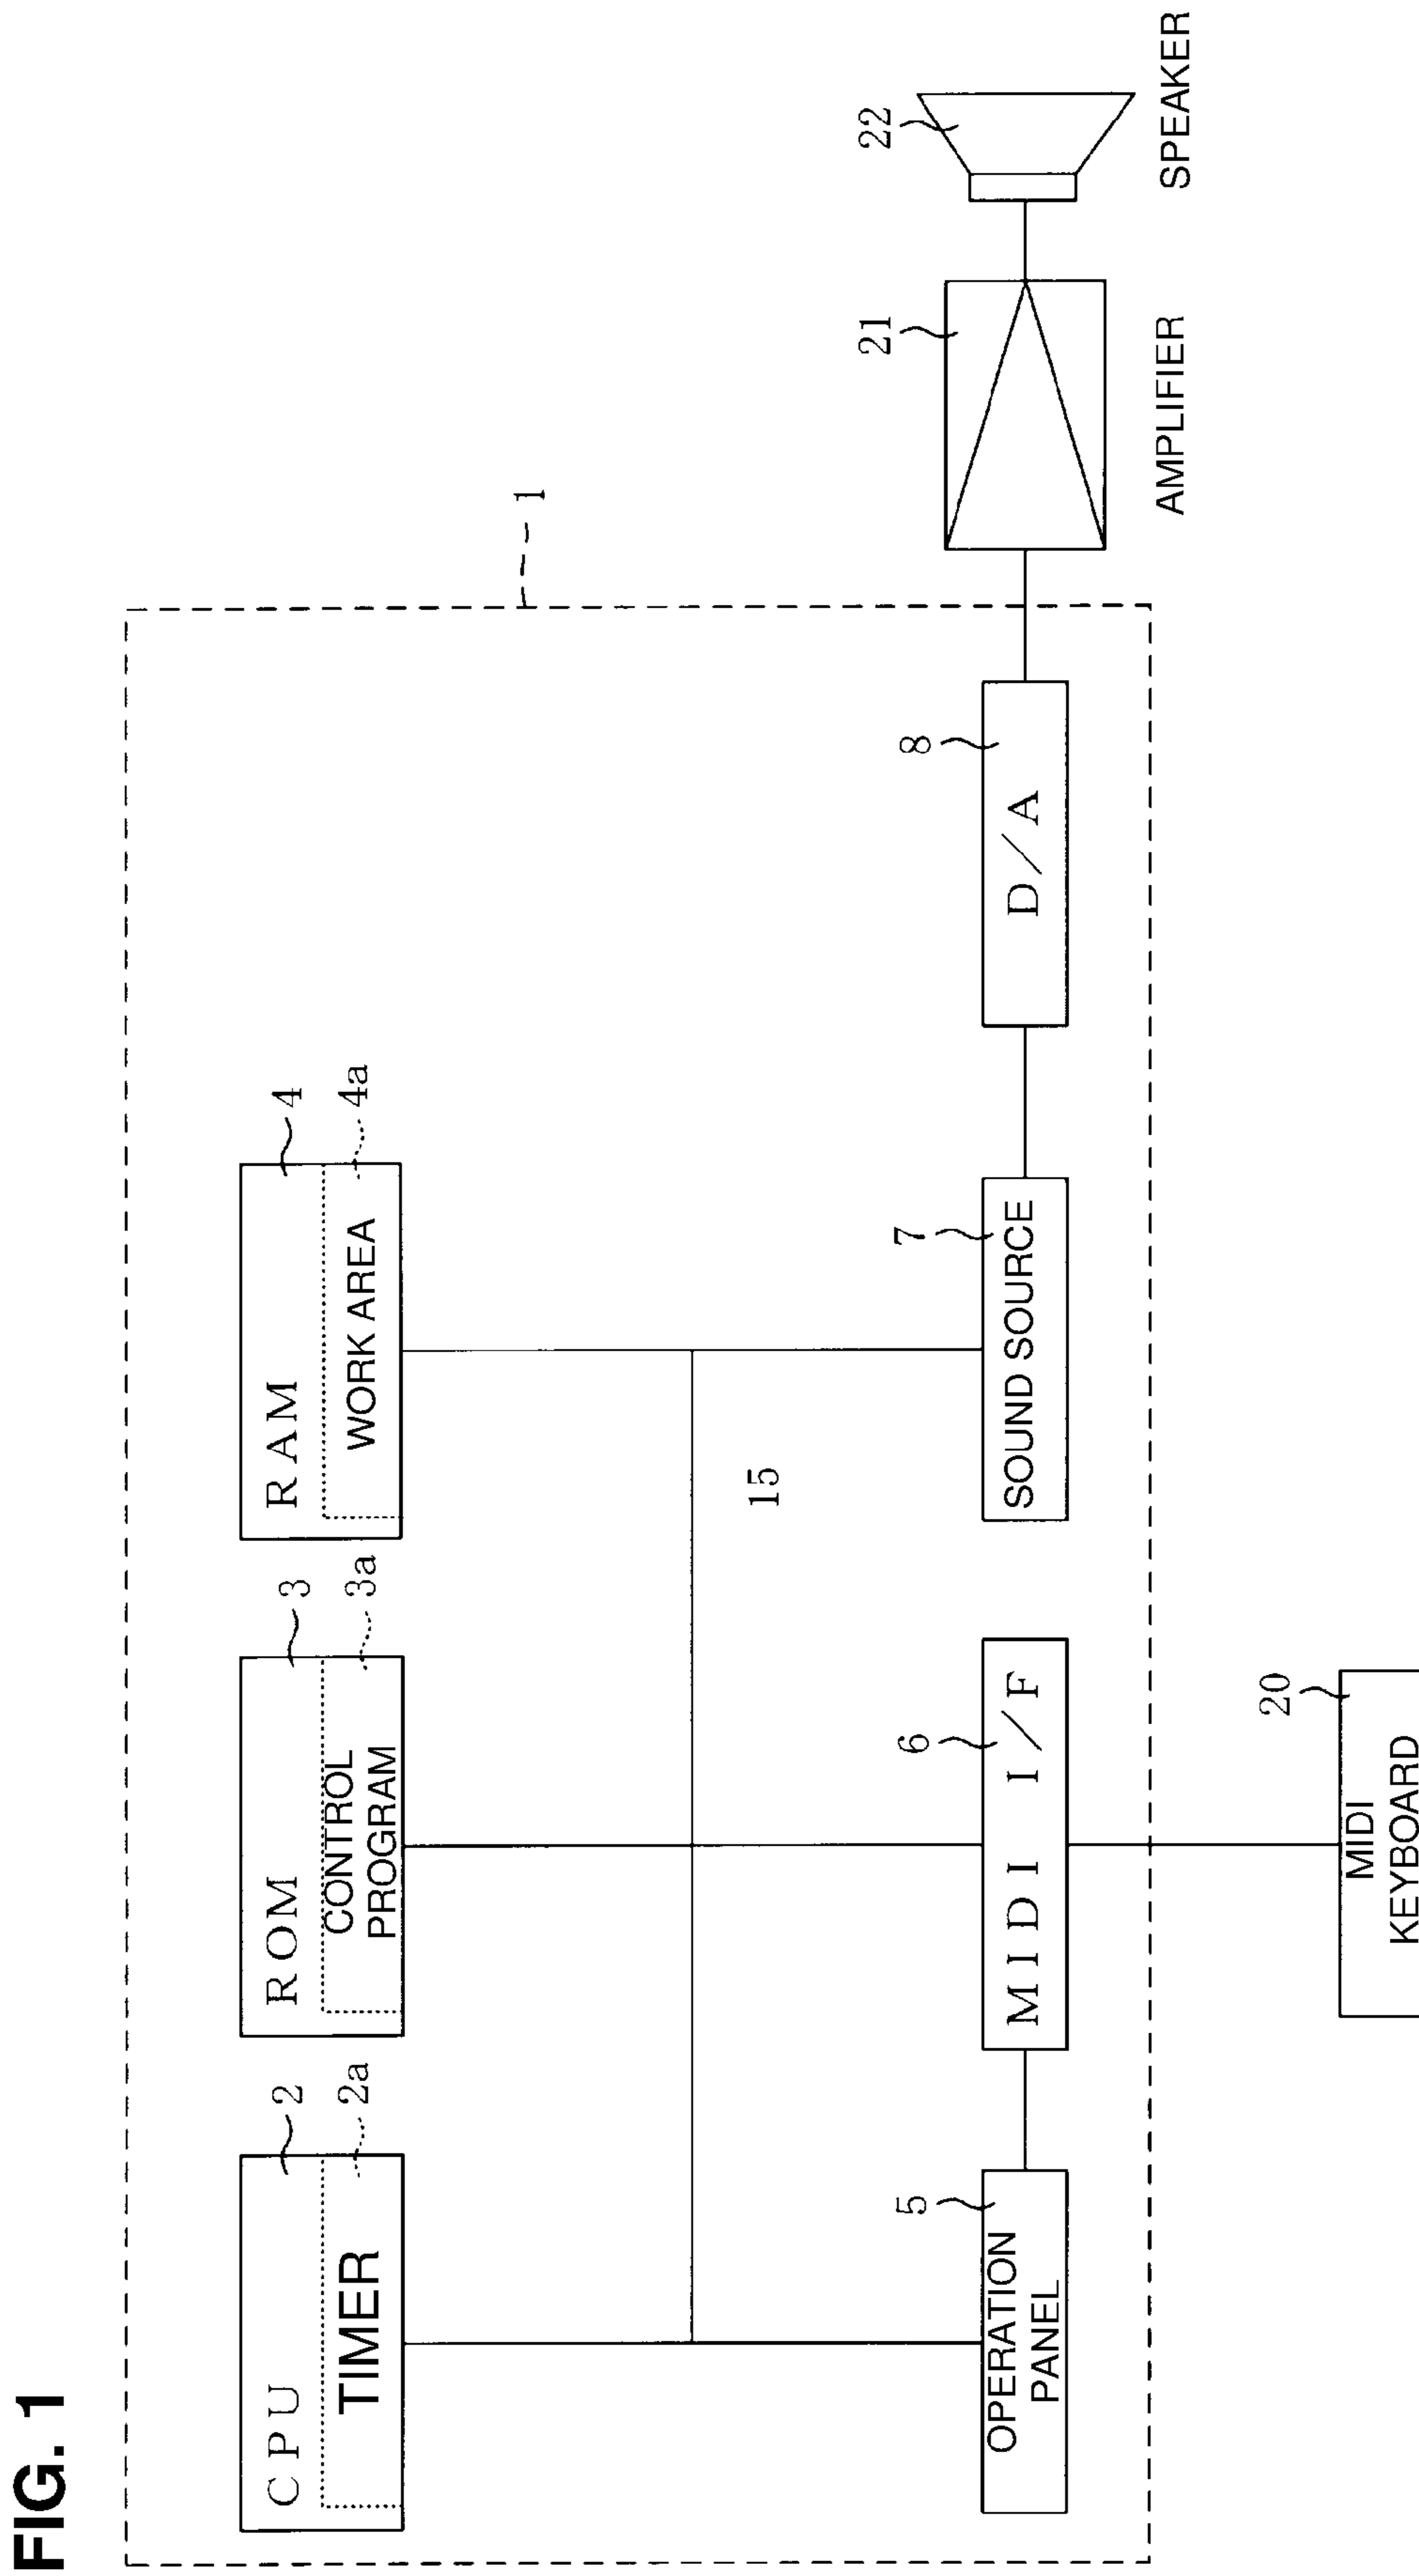 FIG. 1
1
CPU
2
TIMER
2a
ROM
3
CONTROL
PROGRAM
3a
RAM
4
WORK AREA
4a
15
OPERATION
PANEL
5
MIDI I/F
6
SOUND SOURCE
7
D/A
8
21
AMPLIFIER
22
SPEAKER
MIDI
KEYBOARD
20